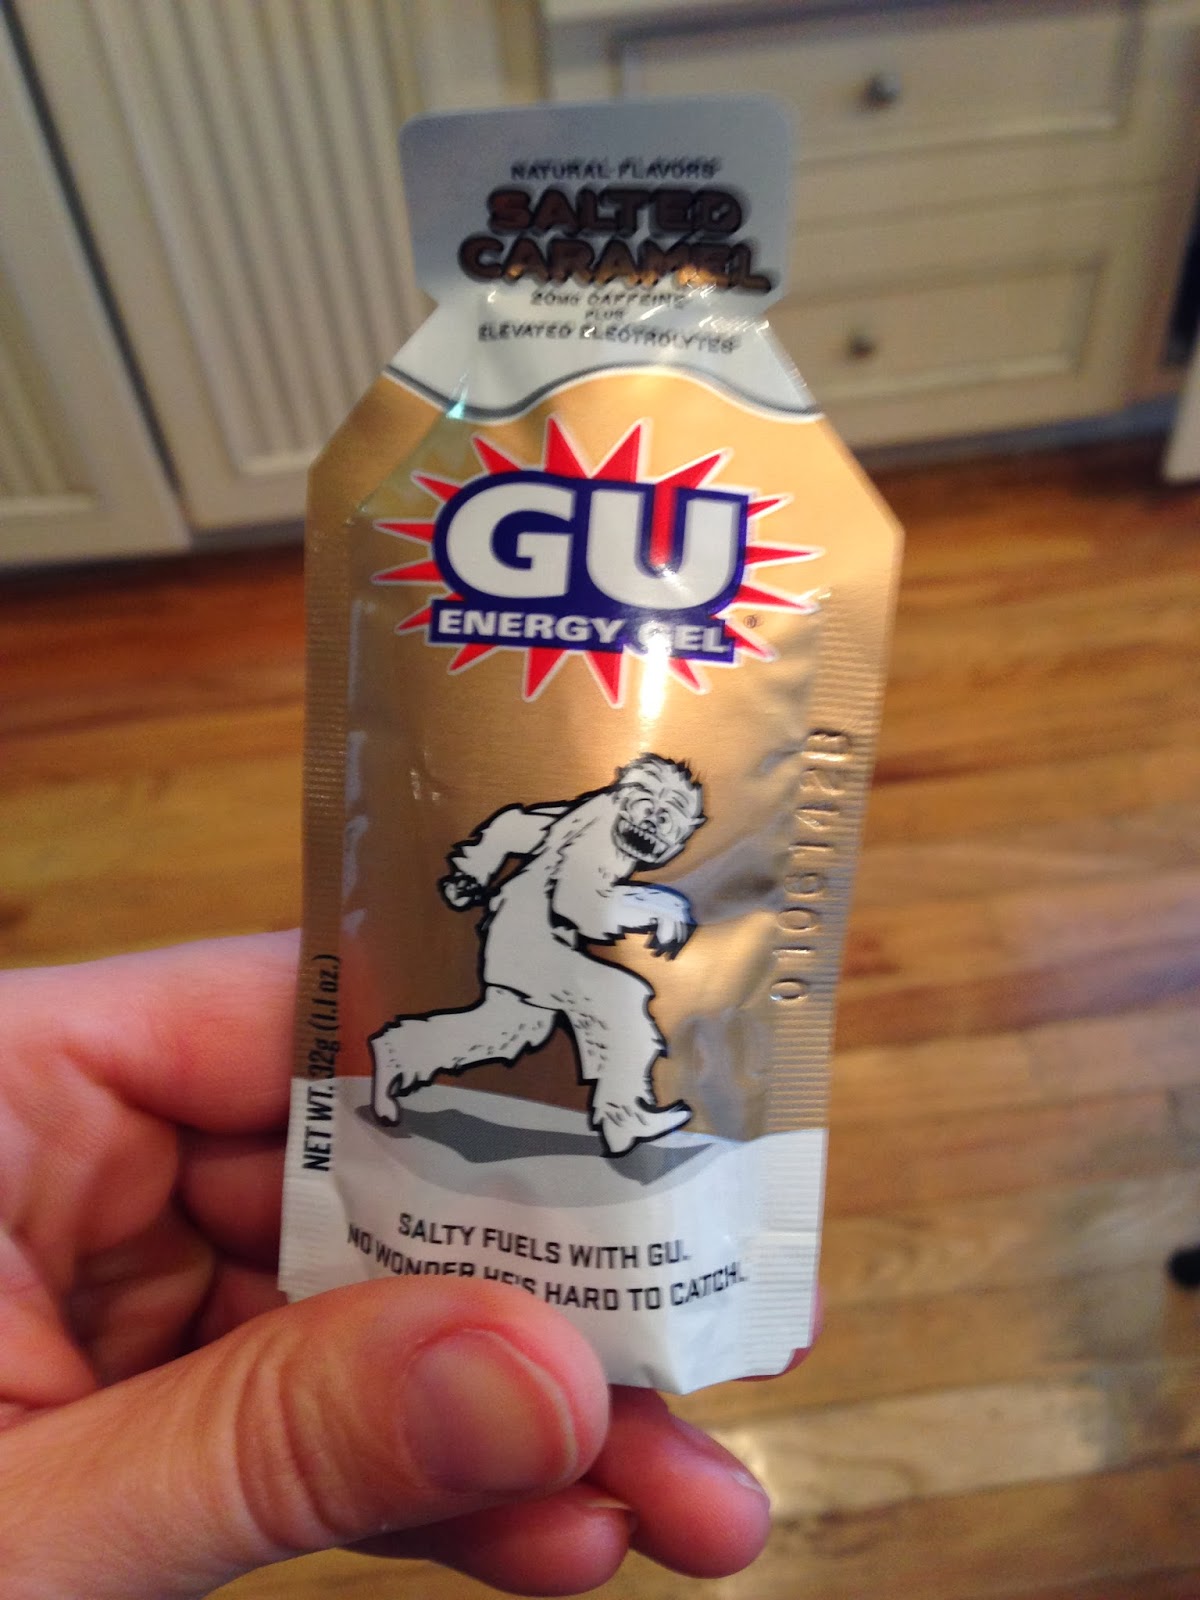 NATURAL FLAVORS
SALTED
CARAMEL
20MG CAFFEINE
PLUS
ELEVATED ELECTROLYTES
GU
ENERGY GEL®
0106142B
NET WT. 32g (1.1 oz.)
SALTY FUELS WITH GU.
NO WONDER HE'S HARD TO CATCH.